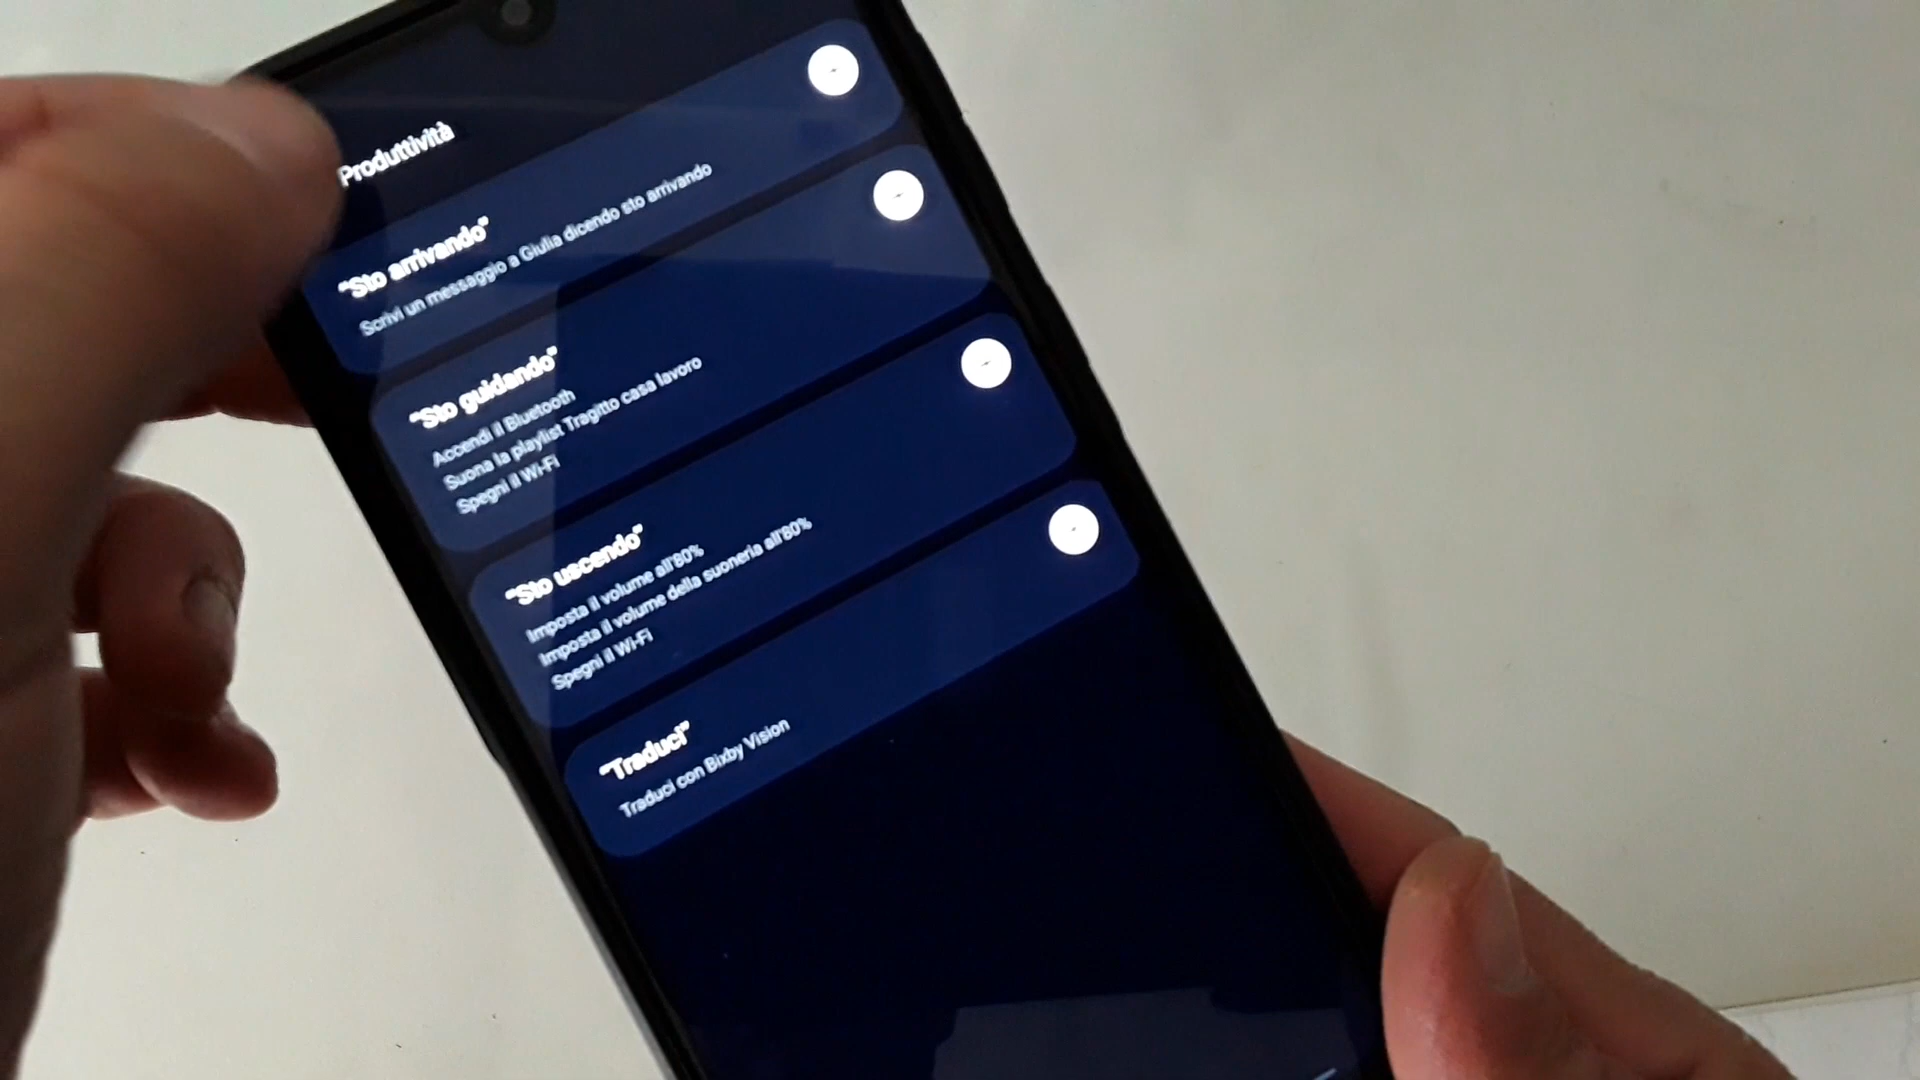 Produttività
"Sto arrivando"
Scrivi un messaggio a Giulia dicendo sto arrivando
"Sto guidando"
Accendi il Bluetooth
Suona la playlist Tragitto casa lavoro
Spegni il Wi-Fi
"Sto uscendo"
Imposta il volume all'80%
Imposta il volume della suoneria all'80%
Spegni il Wi-Fi
"Traduci"
Traduci con Bixby Vision